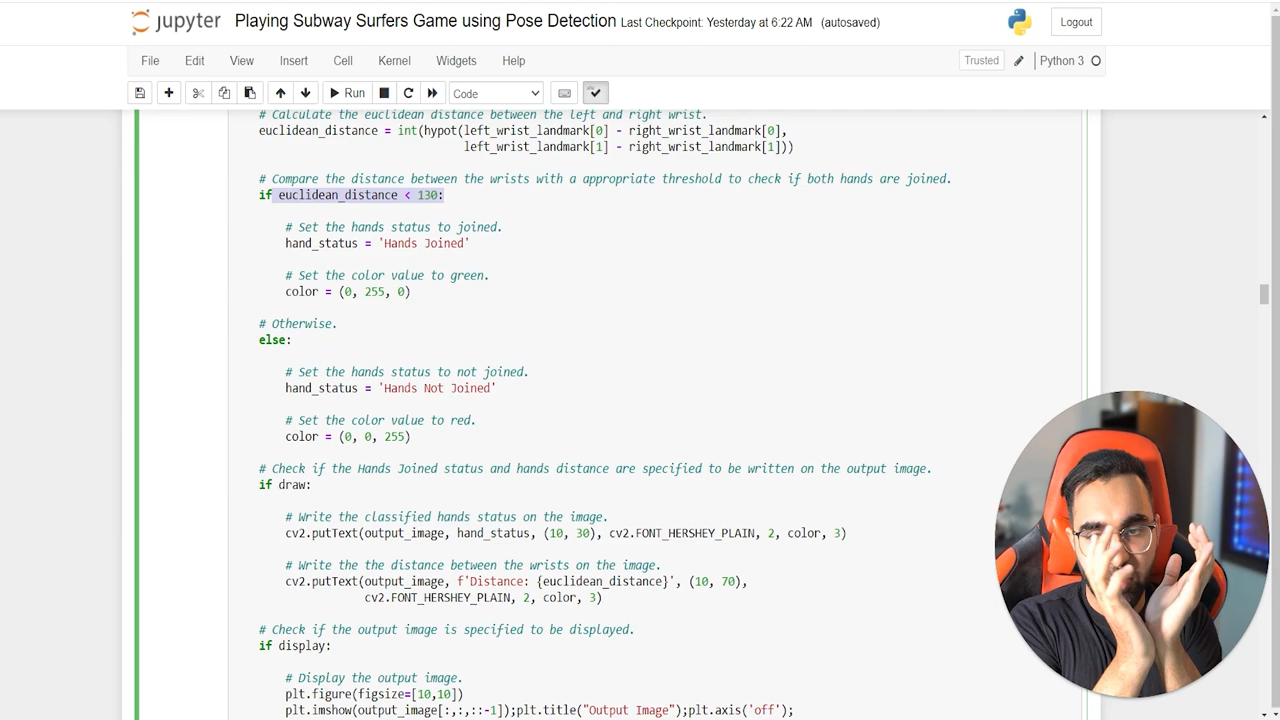 jupyter Playing Subway Surfers Game using Pose Detection Last Checkpoint: Yesterday at 6:22 AM (autosaved) Logout
File Edit View Insert Cell Kernel Widgets Help Trusted Python 3
Run Code
# Calculate the euclidean distance between the left and right wrist.
euclidean_distance = int(hypot(left_wrist_landmark[0] - right_wrist_landmark[0],
left_wrist_landmark[1] - right_wrist_landmark[1]))
# Compare the distance between the wrists with a appropriate threshold to check if both hands are joined.
if euclidean_distance < 130:
# Set the hands status to joined.
hand_status = 'Hands Joined'
# Set the color value to green.
color = (0, 255, 0)
# Otherwise.
else:
# Set the hands status to not joined.
hand_status = 'Hands Not Joined'
# Set the color value to red.
color = (0, 0, 255)
# Check if the Hands Joined status and hands distance are specified to be written on the output image.
if draw:
# Write the classified hands status on the image.
cv2.putText(output_image, hand_status, (10, 30), cv2.FONT_HERSHEY_PLAIN, 2, color, 3)
# Write the the distance between the wrists on the image.
cv2.putText(output_image, f'Distance: {euclidean_distance}', (10, 70),
cv2.FONT_HERSHEY_PLAIN, 2, color, 3)
# Check if the output image is specified to be displayed.
if display:
# Display the output image.
plt.figure(figsize=[10,10])
plt.imshow(output_image[:,:,::-1]);plt.title("Output Image");plt.axis('off');